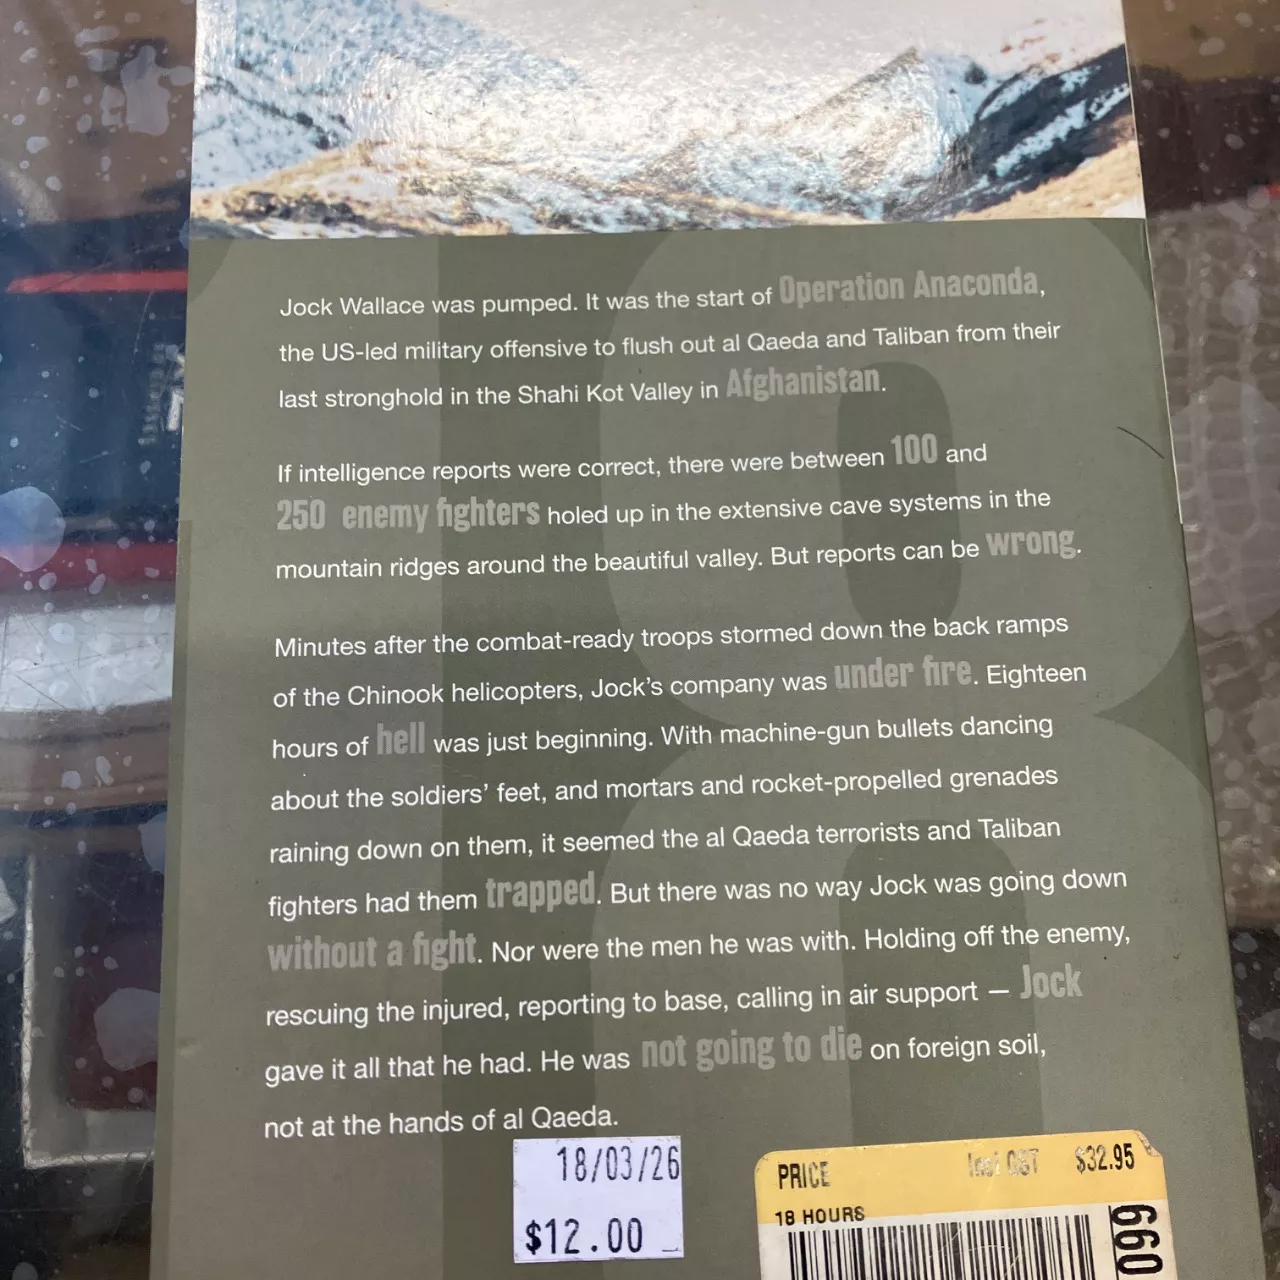 Jock Wallace was pumped. It was the start of Operation Anaconda,
the US-led military offensive to flush out al Qaeda and Taliban from their
last stronghold in the Shahi Kot Valley in Afghanistan.
If intelligence reports were correct, there were between 100 and
250 enemy fighters holed up in the extensive cave systems in the
mountain ridges around the beautiful valley. But reports can be wrong.
Minutes after the combat-ready troops stormed down the back ramps
of the Chinook helicopters, Jock's company was under fire. Eighteen
hours of hell was just beginning. With machine-gun bullets dancing
about the soldiers' feet, and mortars and rocket-propelled grenades
raining down on them, it seemed the al Qaeda terrorists and Taliban
fighters had them trapped. But there was no way Jock was going down
without a fight. Nor were the men he was with. Holding off the enemy,
rescuing the injured, reporting to base, calling in air support — Jock
gave it all that he had. He was not going to die on foreign soil,
not at the hands of al Qaeda.
18/03/26
$12.00
PRICE Incl GST $32.95
18 HOURS
099